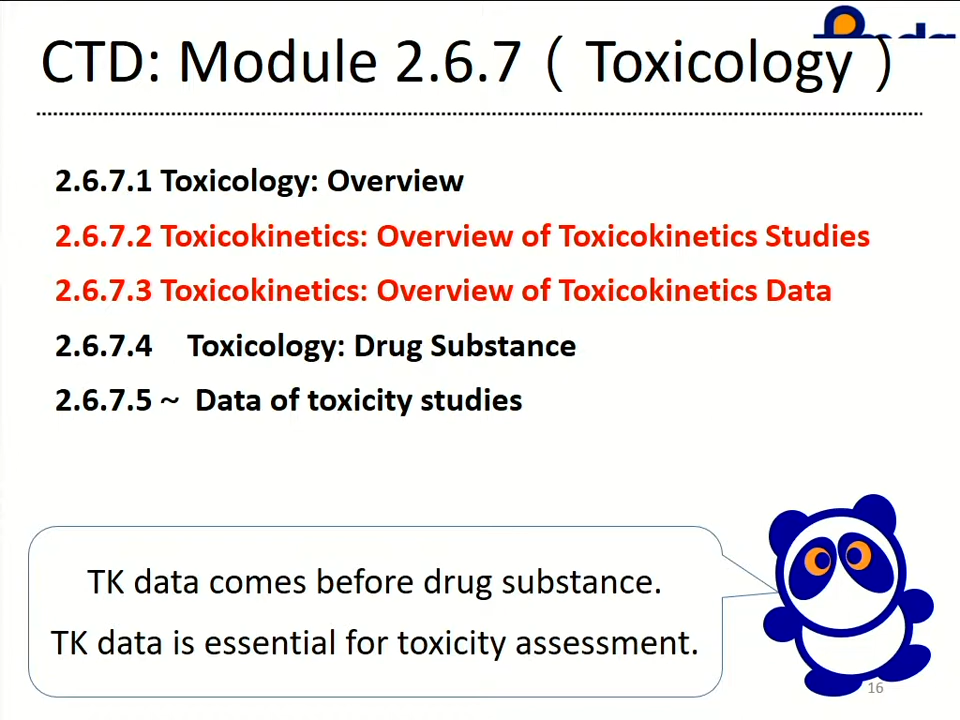 CTD: Module 2.6.7（Toxicology）
2.6.7.1 Toxicology: Overview
2.6.7.2 Toxicokinetics: Overview of Toxicokinetics Studies
2.6.7.3 Toxicokinetics: Overview of Toxicokinetics Data
2.6.7.4 Toxicology: Drug Substance
2.6.7.5～ Data of toxicity studies
TK data comes before drug substance.
TK data is essential for toxicity assessment.
16